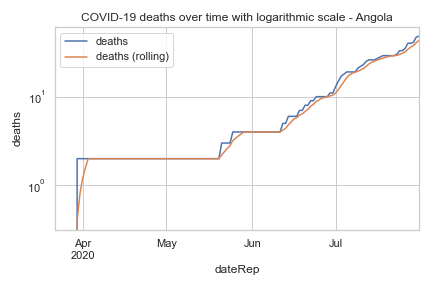 COVID-19 deaths over time with logarithmic scale - Angola
deaths
deaths (rolling)
deaths
10¹
10⁰
Apr May Jun Jul
2020
dateRep